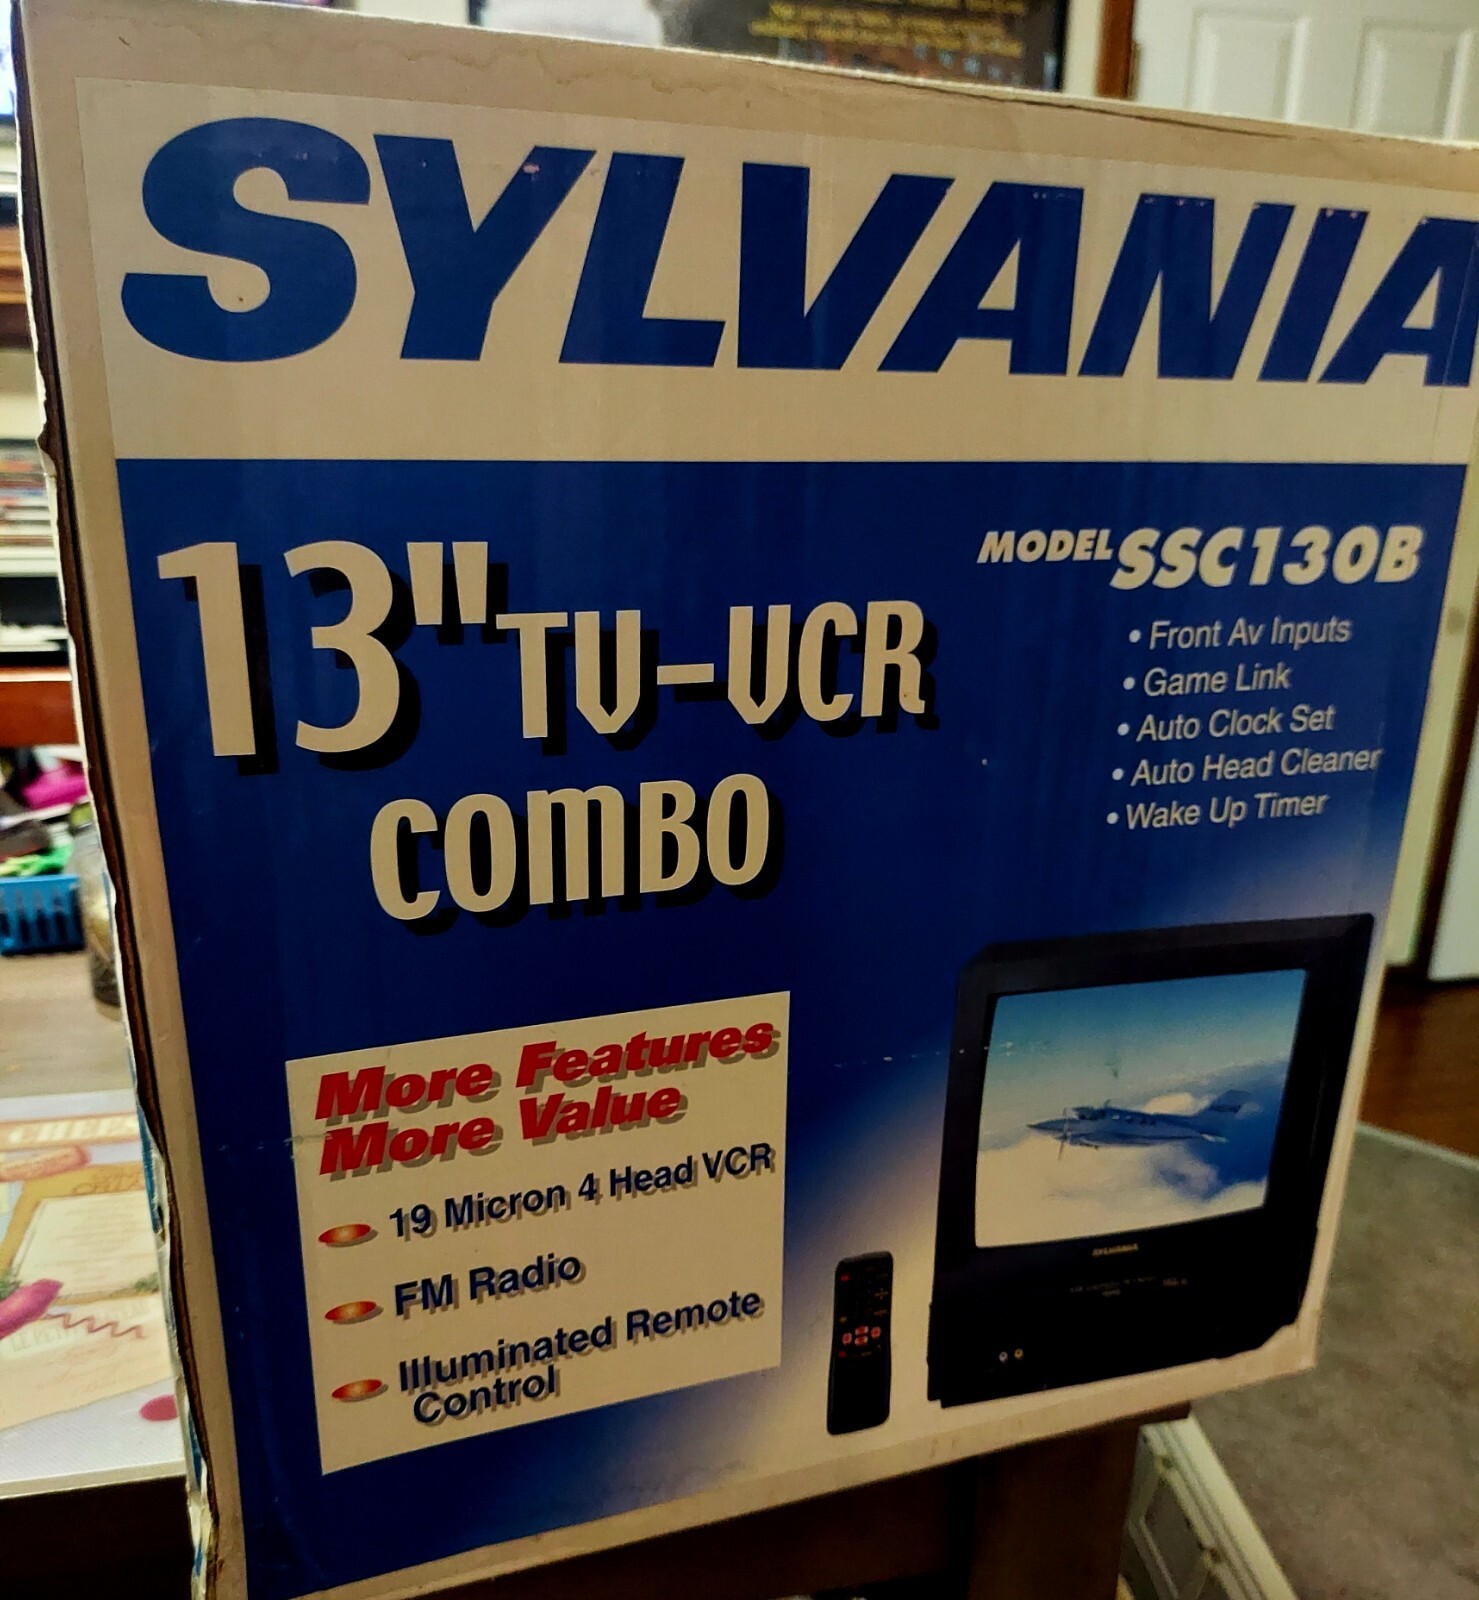 SYLVANIA
13" TV-VCR
COMBO
MODEL SSC130B
• Front Av Inputs
• Game Link
• Auto Clock Set
• Auto Head Cleaner
• Wake Up Timer
More Features
More Value
19 Micron 4 Head VCR
FM Radio
Illuminated Remote
Control
SYLVANIA